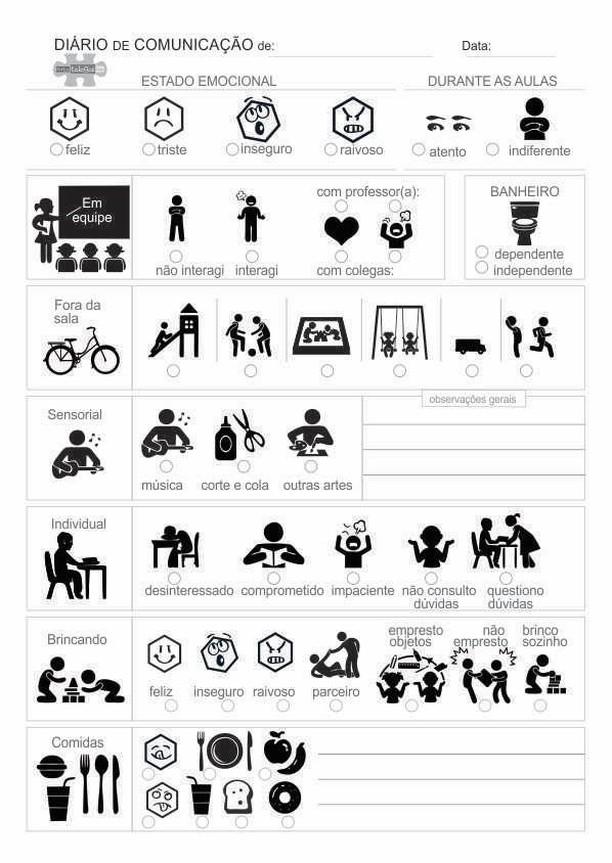 DIÁRIO DE COMUNICAÇÃO de:
Data:
ESTADO EMOCIONAL
DURANTE AS AULAS
feliz
triste
inseguro
raivoso
atento
indiferente
Em
equipe
não interagi
interagi
com professor(a):
com colegas:
BANHEIRO
dependente
independente
Fora da
sala
observações gerais
Sensorial
música
corte e cola
outras artes
Individual
desinteressado
comprometido
impaciente
não consulto
dúvidas
questiono
dúvidas
Brincando
feliz
inseguro
raivoso
parceiro
empresto
objetos
não
empresto
brinco
sozinho
Comidas